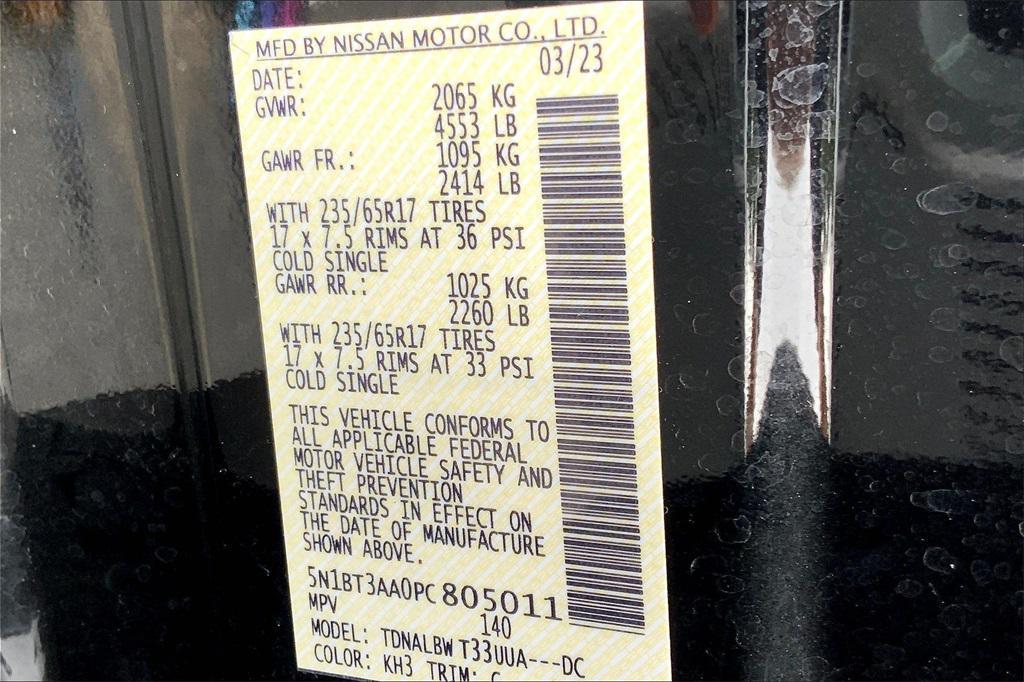 MFD BY NISSAN MOTOR CO., LTD.
DATE: 03/23
GVWR: 2065 KG
4553 LB
GAWR FR.: 1095 KG
2414 LB
WITH 235/65R17 TIRES
17 x 7.5 RIMS AT 36 PSI
COLD SINGLE
GAWR RR.: 1025 KG
2260 LB
WITH 235/65R17 TIRES
17 x 7.5 RIMS AT 33 PSI
COLD SINGLE
THIS VEHICLE CONFORMS TO
ALL APPLICABLE FEDERAL
MOTOR VEHICLE SAFETY AND
THEFT PREVENTION
STANDARDS IN EFFECT ON
THE DATE OF MANUFACTURE
SHOWN ABOVE.
5N1BT3AA0PC 805011
MPV 140
MODEL: TDNALBW T33UUA---DC
COLOR: KH3 TRIM: